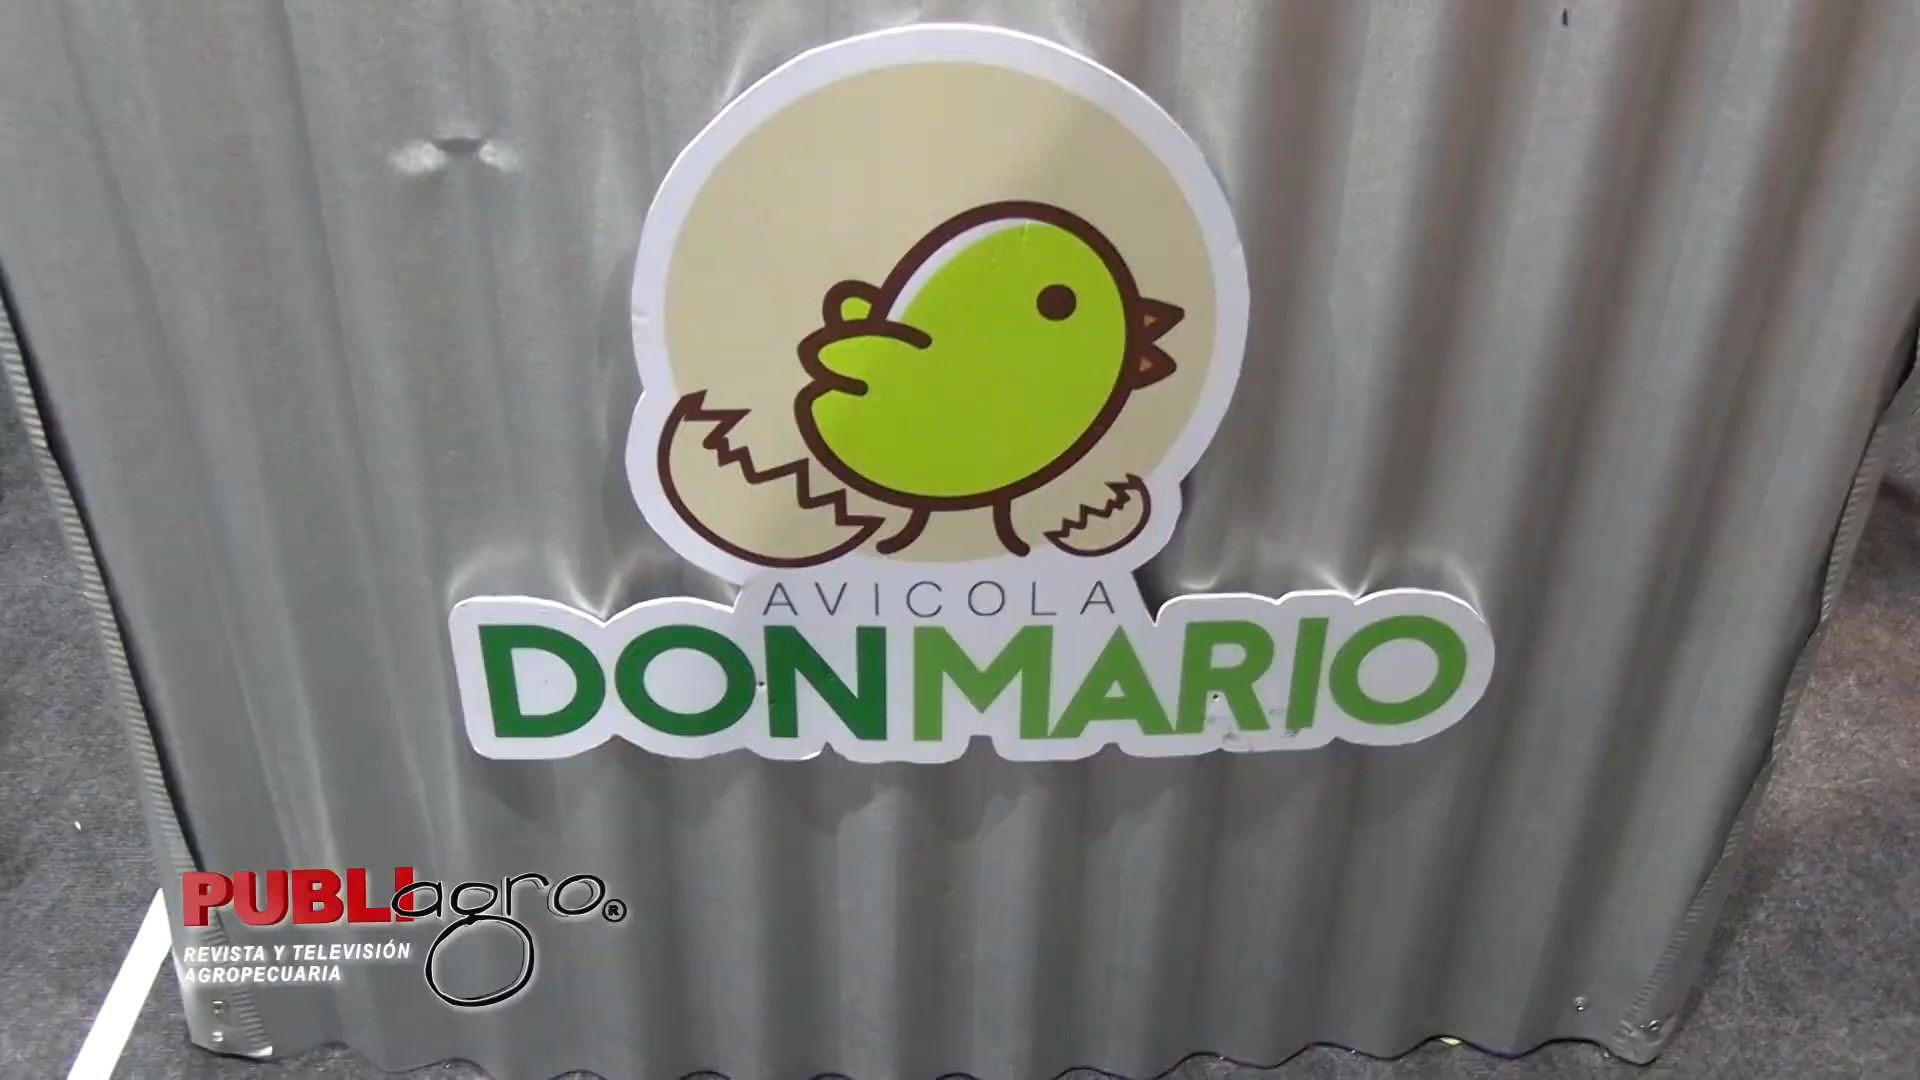 AVICOLA
DONMARIO
PUBLIagro®
REVISTA Y TELEVISIÓN
AGROPECUARIA